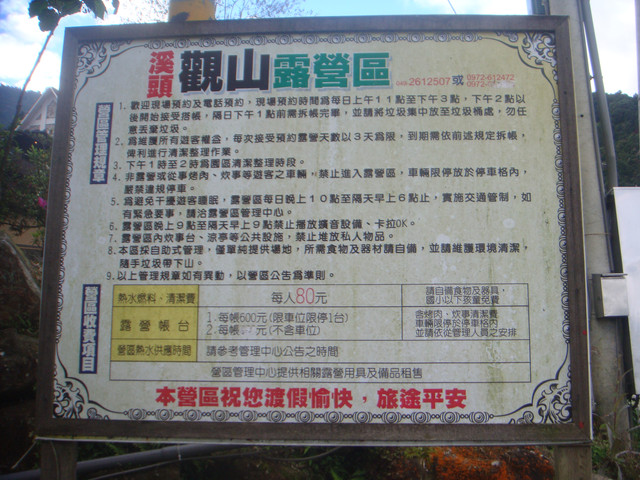 溪頭 觀山露營區 049 2612507或 0972-612472
營區管理規章
1、歡迎現場預約及電話預約，現場預約時間為每日上午11點至下午3點，下午2點以
後開始接受搭帳，隔日下午1點前需拆帳完畢，並請將垃圾集中放至垃圾桶處，勿任
意丟棄垃圾。
2、為維護所有遊客權益，每次接受預約露營天數以3天為限，到期需依前述規定拆帳，
俾利進行清潔整理作業。
3、下午1時至2時為園區清潔整理時段。
4、非露營或從事烤肉、炊事等遊客之車輛，禁止進入露營區，車輛限停放於停車格內，
嚴禁違規停車。
5、為避免干擾遊客睡眠，露營區每日晚上10點至隔天早上6點止，實施交通管制，如
有緊急要事，請洽露營區管理中心。
6、露營區晚上9點至隔天早上9點禁止播放擴音設備、卡拉OK。
7、露營區內炊事台、涼亭等公共設施，禁止堆放私人物品。
8、本區採自助式管理，僅單純提供場地，所需食物及器材請自備，並請維護環境清潔，
隨手垃圾帶下山。
9、以上管理規章如有異動，以營區公告為準則。
營區收費項目
熱水燃料、清潔費 每人80元 請自備食物及器具，
國小以下孩童免費
露營帳台 1.每帳600元(限車位限停1台)
2.每帳 元(不含車位)
含烤肉、炊事清潔費
車輛限停於停車格內
並請依從管理人員之安排
營區熱水供應時間 請參考管理中心公告之時間
營區管理中心提供相關露營用具及備品租售
本營區祝您渡假愉快，旅途平安